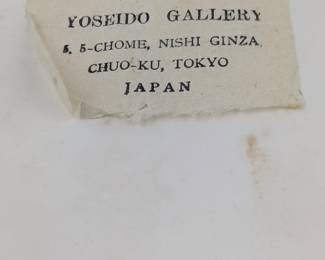 YOSEIDO GALLERY
5, 5-CHOME, NISHI GINZA,
CHUO-KU, TOKYO
JAPAN